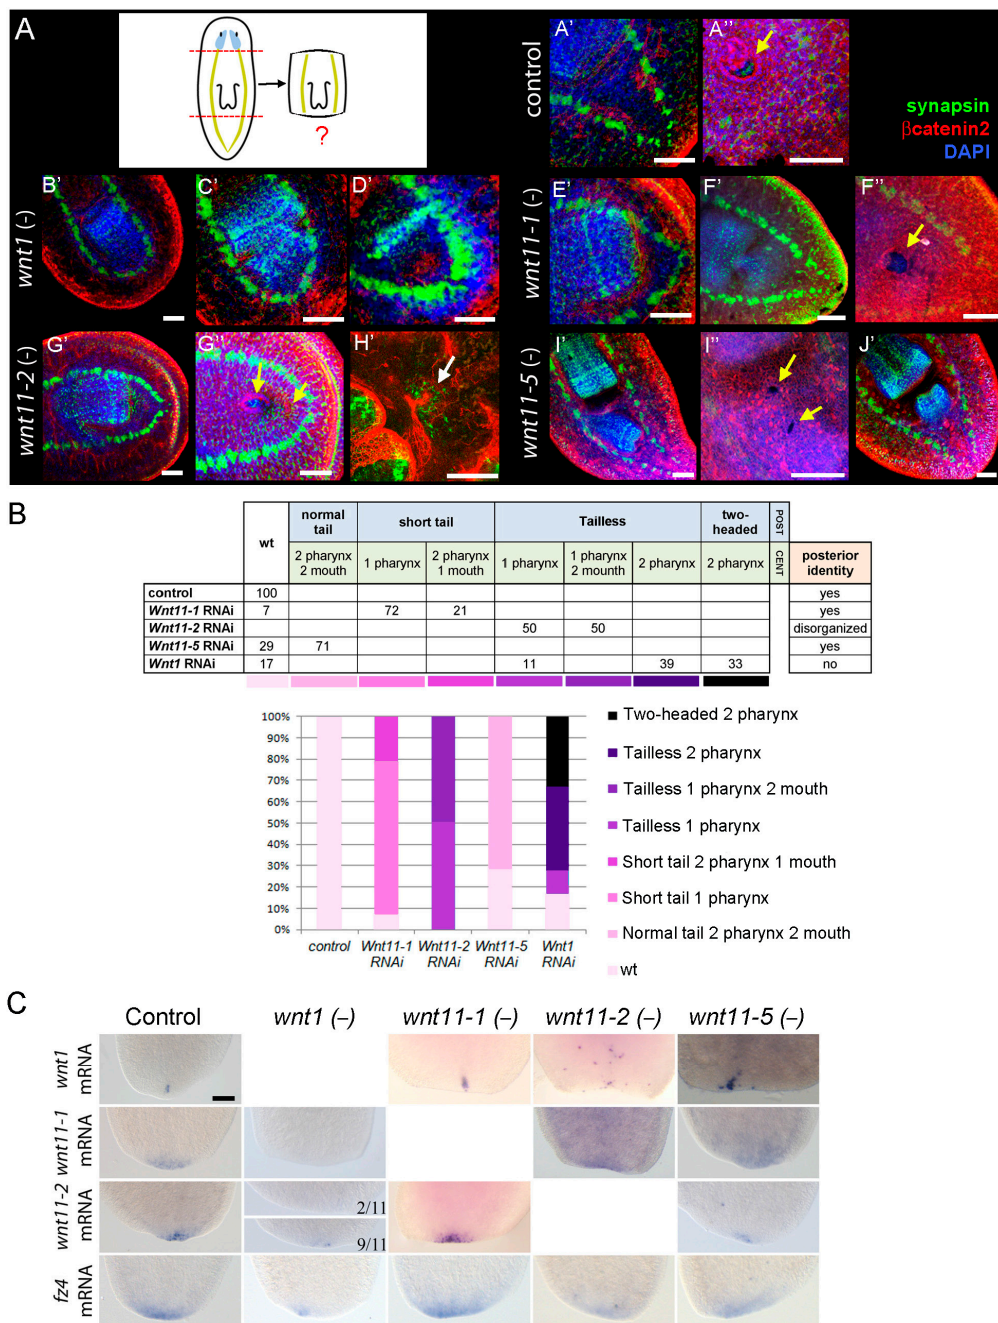 A
?
control
A'
A''
synapsin
βcatenin2
DAPI
wnt1 (-)
B'
C'
D'
wnt11-1 (-)
E'
F'
F''
wnt11-2 (-)
G'
G''
H'
wnt11-5 (-)
I'
I''
J'
B
wt
normal tail
short tail
Tailless
two-headed
POST
2 pharynx 2 mouth
1 pharynx
2 pharynx 1 mouth
1 pharynx
1 pharynx 2 mounth
2 pharynx
2 pharynx
CENT
posterior identity
control 100 yes
Wnt11-1 RNAi 7 72 21 yes
Wnt11-2 RNAi 50 50 disorganized
Wnt11-5 RNAi 29 71 yes
Wnt1 RNAi 17 11 39 33 no
100%
90%
80%
70%
60%
50%
40%
30%
20%
10%
0%
control
Wnt11-1 RNAi
Wnt11-2 RNAi
Wnt11-5 RNAi
Wnt1 RNAi
Two-headed 2 pharynx
Tailless 2 pharynx
Tailless 1 pharynx 2 mouth
Tailless 1 pharynx
Short tail 2 pharynx 1 mouth
Short tail 1 pharynx
Normal tail 2 pharynx 2 mouth
wt
C
Control
wnt1 (–)
wnt11-1 (–)
wnt11-2 (–)
wnt11-5 (–)
wnt1 mRNA
wnt11-1 mRNA
wnt11-2 mRNA
2/11
9/11
fz4 mRNA